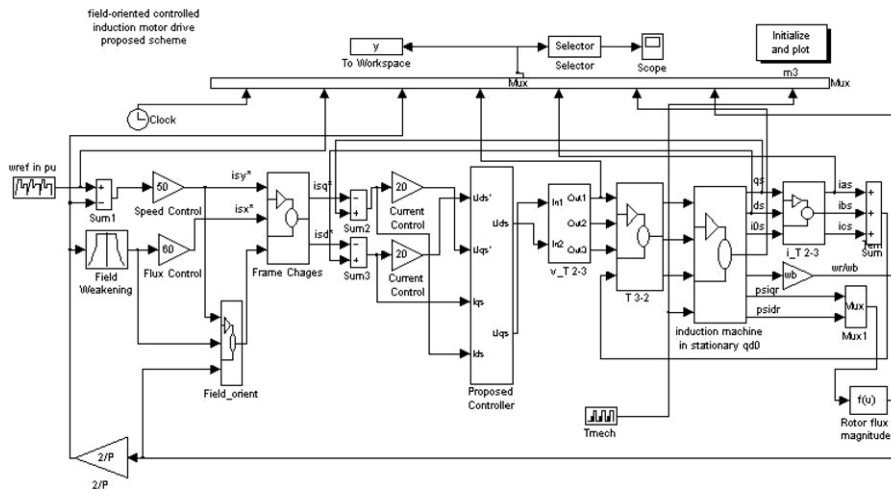 field-oriented controlled
induction motor drive
proposed scheme
y
To Workspace
Selector
Selector
Scope
Initialize
and plot
m3
Mux
Mux
Clock
wref in pu
Sum1
50
Speed Control
isy*
isx*
60
Flux Control
Field
Weakening
Frame Chages
isq*
isd*
Sum2
Sum3
20
Current
Control
20
Current
Control
Uds'
Uqs'
Iqs
Ids
Uds
Uqs
Proposed
Controller
In1
In2
Out1
Out2
Out3
v_T 2-3
T 3-2
induction machine
in stationary qd0
qs
ds
i0s
i_T 2-3
ias
ibs
ics
Sum
wb
wr/wb
psiqr
psidr
Mux
Mux1
f(u)
Rotor flux
magnitude
Field_orient
Tmech
2/P
2/P